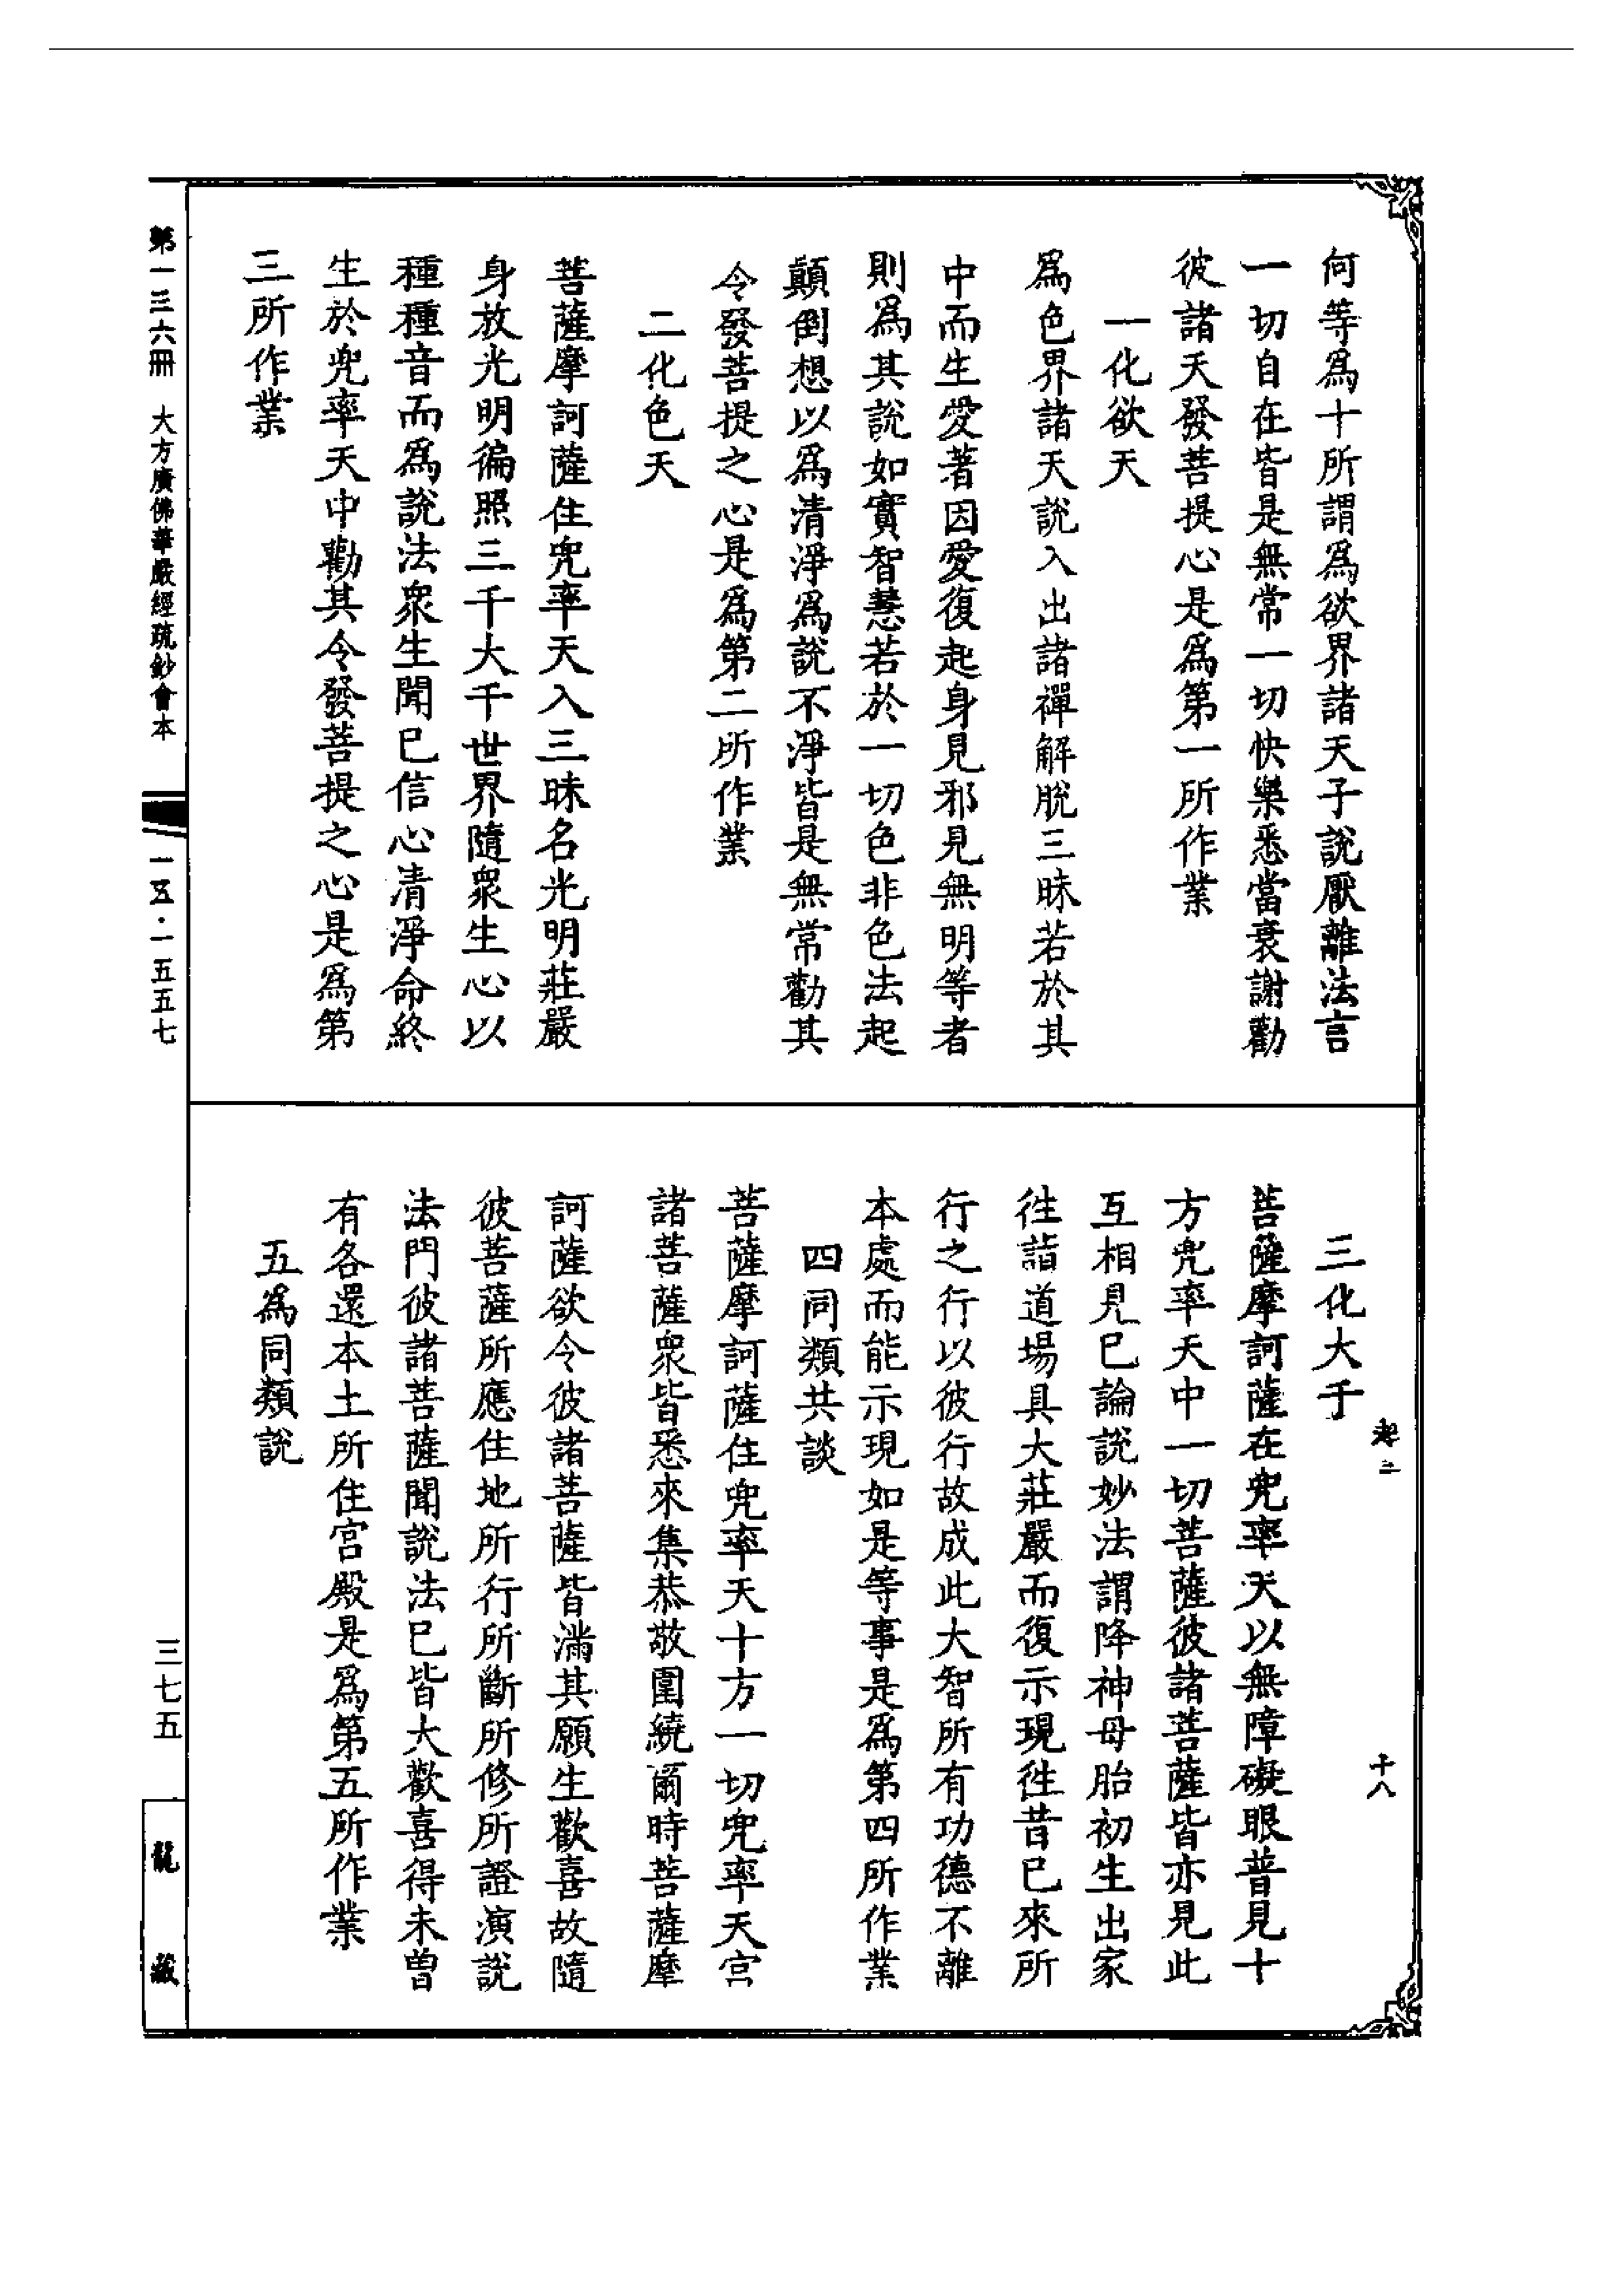 何等爲十所謂爲欲界諸天子說厭離法言
一切自在皆是無常一切快樂悉當衰謝勸
彼諸天發菩提心是爲第一所作業
一化欲天
爲色界諸天說入出諸禪解脫三昧若於其
中而生愛著因愛復起身見邪見無明等者
則爲其說如實智慧若於一切色非色法起
顚倒想以爲清淨爲說不淨皆是無常勸其
令發菩提之心是爲第二所作業
二化色天
菩薩摩訶薩住兜率天入三昧名光明莊嚴
身放光明徧照三千大千世界隨衆生心以
種種音而爲說法衆生聞已信心清淨命終
生於兜率天中勸其令發菩提之心是爲第
三所作業
三化大千
菩薩摩訶薩在兜率天以無障礙眼普見十
方兜率天中一切菩薩彼諸菩薩皆亦見此
互相見已論說妙法謂降神母胎初生出家
往詣道場具大莊嚴而復示現往昔已來所
行之行以彼行故成此大智所有功德不離
本處而能示現如是等事是爲第四所作業
四同類共談
菩薩摩訶薩住兜率天十方一切兜率天宮
諸菩薩衆皆悉來集恭敬圍繞爾時菩薩摩
訶薩欲令彼諸菩薩皆滿其願生歡喜故隨
彼菩薩所應住地所行所斷所修所證演說
法門彼諸菩薩聞說法已皆大歡喜得未曾
有各還本土所住宮殿是爲第五所作業
五爲同類說
起二
十八
第一三六冊 大方廣佛華嚴經疏鈔會本
一五·一五五七
三七五
龍藏